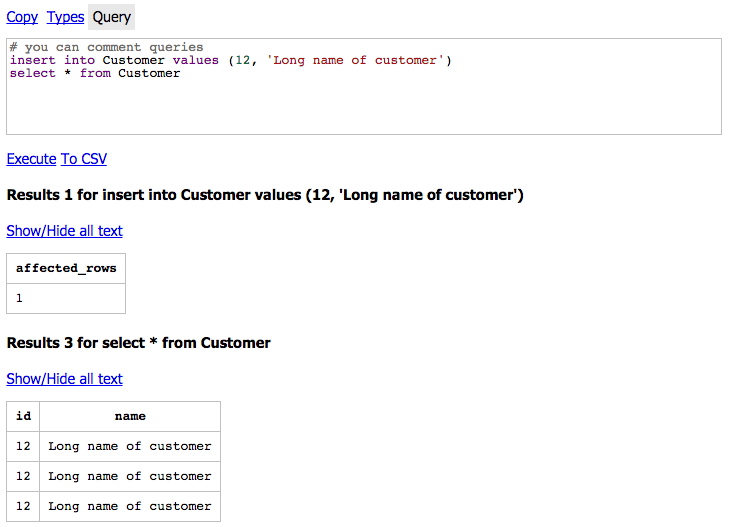 Copy Types Query
# you can comment queries
insert into Customer values (12, 'Long name of customer')
select * from Customer
Execute To CSV
Results 1 for insert into Customer values (12, 'Long name of customer')
Show/Hide all text
affected_rows
1
Results 3 for select * from Customer
Show/Hide all text
id name
12 Long name of customer
12 Long name of customer
12 Long name of customer